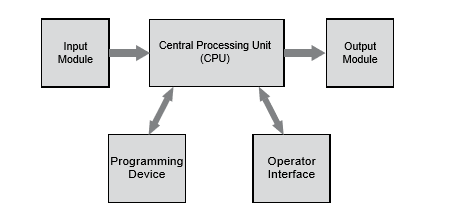 Input
Module
Central Processing Unit
(CPU)
Output
Module
Programming
Device
Operator
Interface